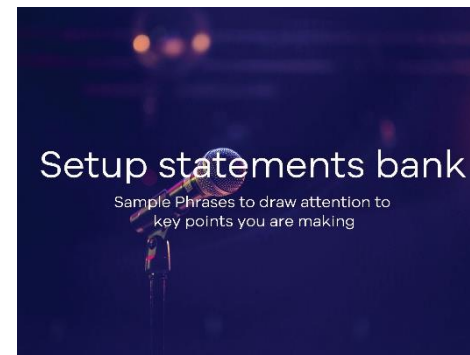 Setup statements bank
Sample Phrases to draw attention to
key points you are making